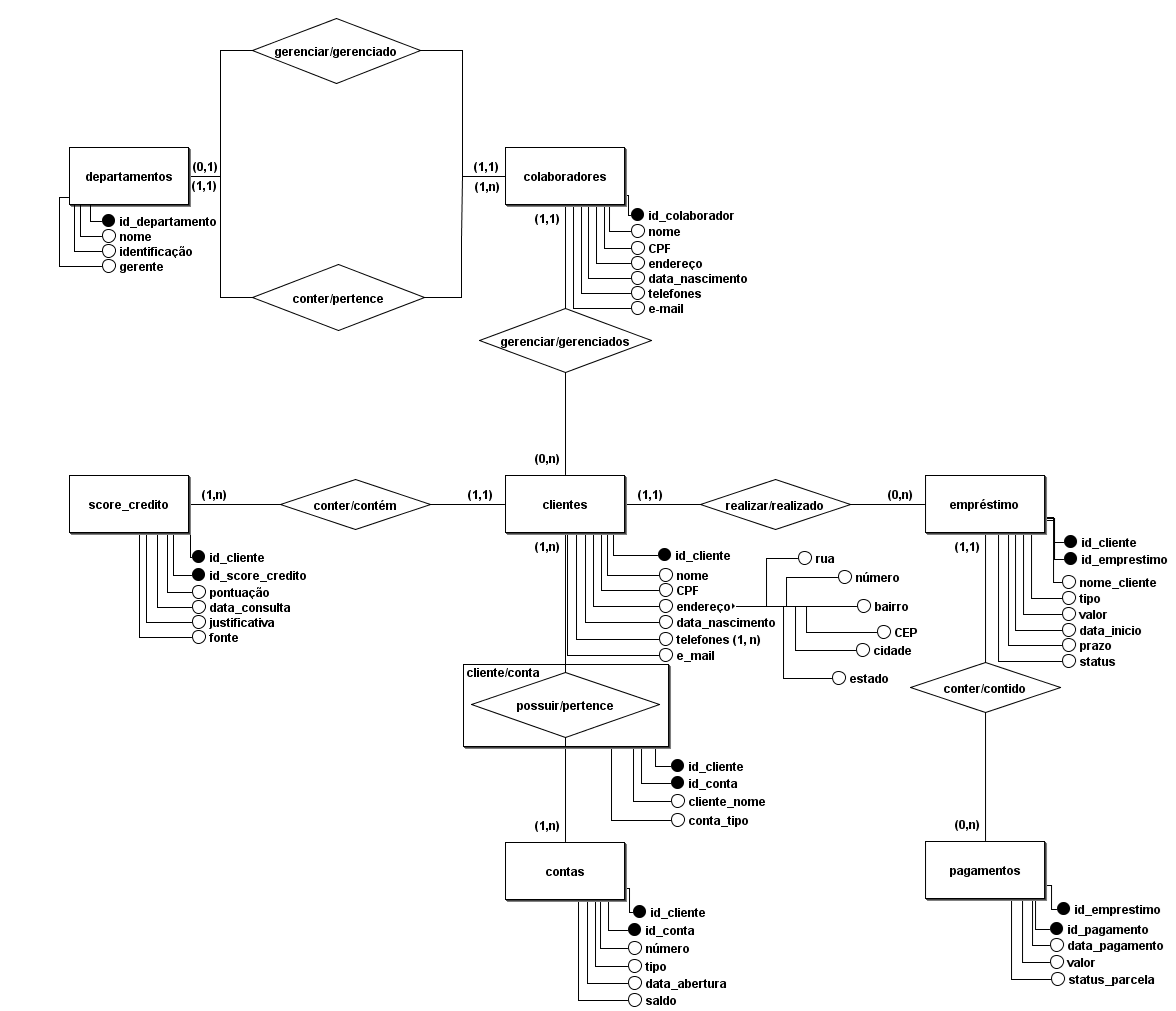 gerenciar/gerenciado
departamentos
(0,1)
(1,1)
(1,1)
(1,n)
colaboradores
id_departamento
nome
identificação
gerente
(1,1)
id_colaborador
nome
CPF
endereço
data_nascimento
telefones
e-mail
conter/pertence
gerenciar/gerenciados
(0,n)
score_credito
(1,n)
conter/contém
(1,1)
clientes
(1,1)
realizar/realizado
(0,n)
empréstimo
id_cliente
id_score_credito
pontuação
data_consulta
justificativa
fonte
(1,n)
id_cliente
nome
CPF
endereço
data_nascimento
telefones (1, n)
e_mail
rua
número
bairro
CEP
cidade
estado
(1,1)
id_cliente
id_emprestimo
nome_cliente
tipo
valor
data_inicio
prazo
status
cliente/conta
possuir/pertence
conter/contido
id_cliente
id_conta
cliente_nome
conta_tipo
(1,n)
(0,n)
contas
pagamentos
id_cliente
id_conta
número
tipo
data_abertura
saldo
id_emprestimo
id_pagamento
data_pagamento
valor
status_parcela